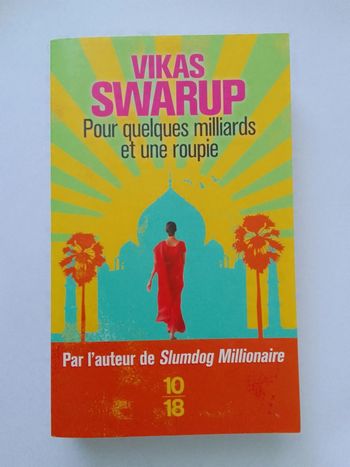 VIKAS
SWARUP
Pour quelques milliards
et une roupie
Par l'auteur de Slumdog Millionaire
10
18